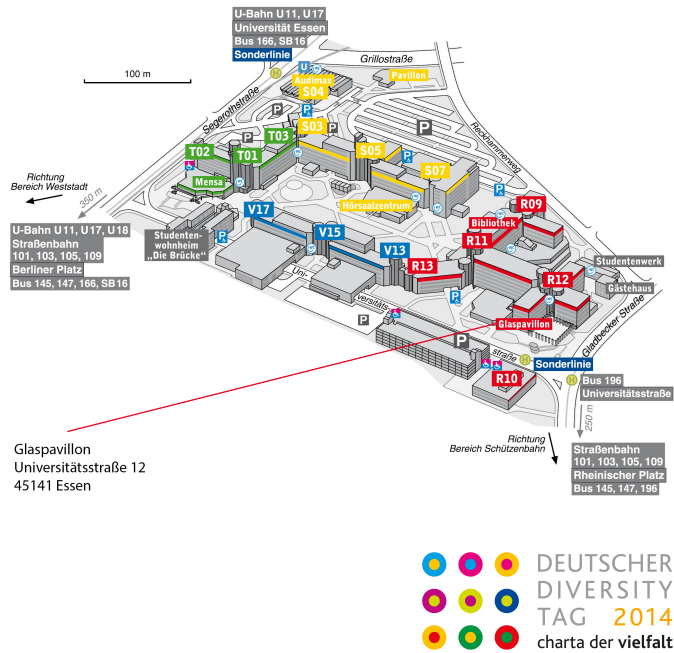 U-Bahn U11, U17
Universität Essen
Bus 166, SB16
Sonderlinie
H
100 m
Grillostraße
U
Audimax
S04
Pavillon
Segerothstraße
P
P
S03
P
P
P
Reckhammerweg
T03
T02
T01
S05
P
S07
Mensa
Richtung
Bereich Weststadt
350 m
Hörsaalzentrum
P
R09
Bibliothek
V17
V15
V13
R11
R13
U-Bahn U11, U17, U18
Straßenbahn
101, 103, 105, 109
Berliner Platz
Bus 145, 147, 166, SB16
Studenten-
wohnheim
„Die Brücke“
P
Studentenwerk
Gästehaus
R12
Uni-
versitäts-
straße
P
P
P
Glaspavillon
Gladbecker Straße
H
Sonderlinie
R10
H
Bus 196
Universitätsstraße
250 m
Richtung
Bereich Schützenbahn
Straßenbahn
101, 103, 105, 109
Rheinischer Platz
Bus 145, 147, 196
Glaspavillon
Universitätsstraße 12
45141 Essen
DEUTSCHER
DIVERSITY
TAG 2014
charta der vielfalt